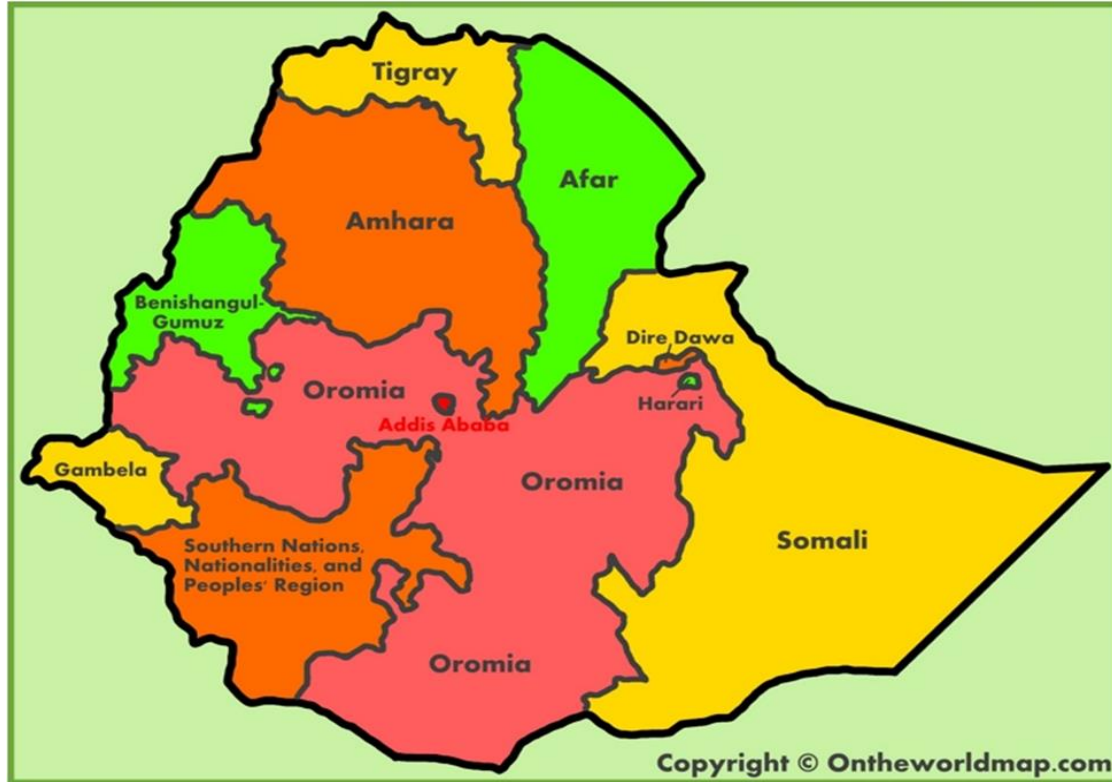 Tigray
Afar
Amhara
Benishangul-
Gumuz
Dire Dawa
Oromia
Harari
Addis Ababa
Gambela
Oromia
Somali
Southern Nations,
Nationalities, and
Peoples' Region
Oromia
Copyright © Ontheworldmap.com